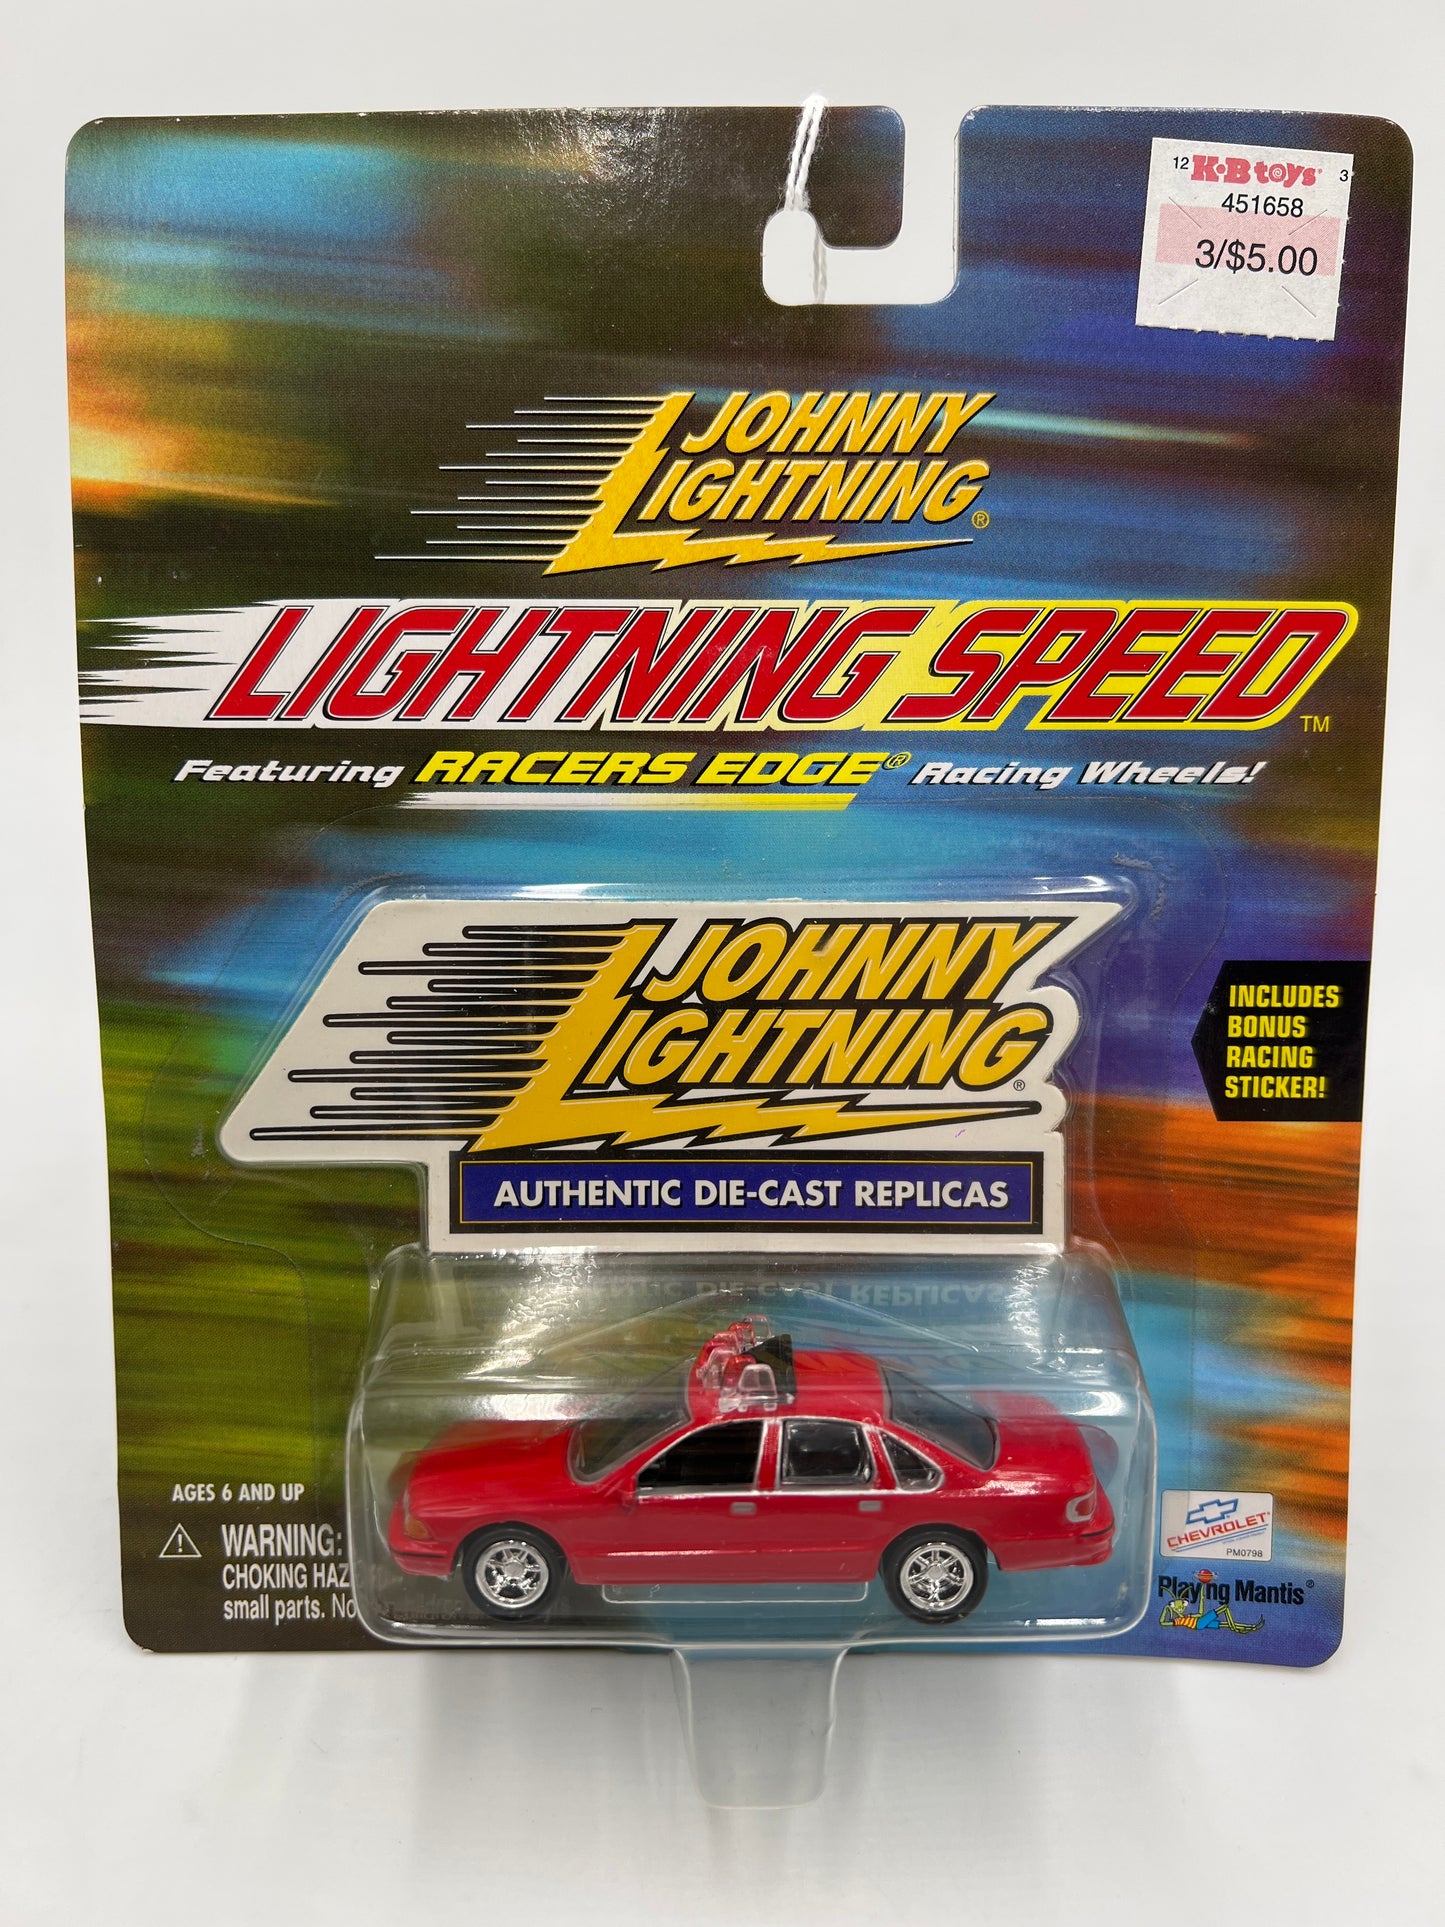 12 K·B toys 3
451658
3/$5.00
JOHNNY
LIGHTNING®
LIGHTNING SPEED™
Featuring RACERS EDGE® Racing Wheels!
JOHNNY
LIGHTNING®
AUTHENTIC DIE-CAST REPLICAS
INCLUDES
BONUS
RACING
STICKER!
AGES 6 AND UP
⚠ WARNING:
CHOKING HAZ
small parts. No
CHEVROLET
PM0798
Playing Mantis®